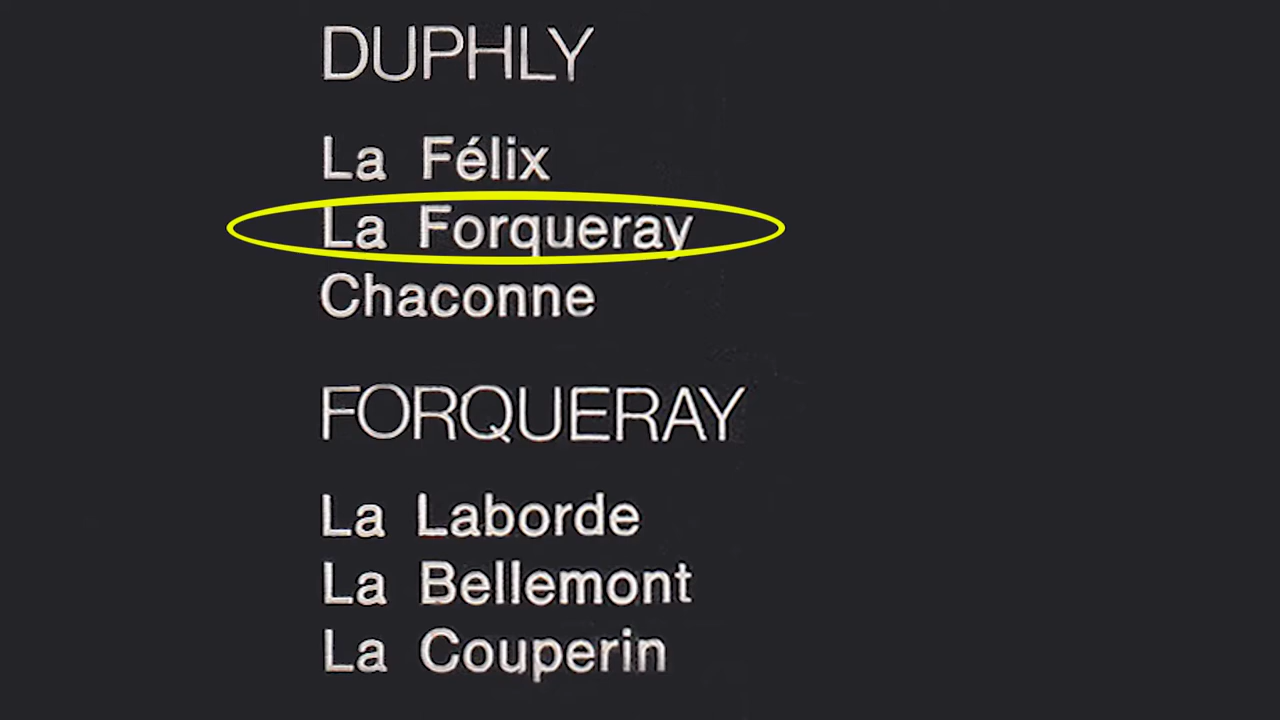 DUPHLY
La Félix
La Forqueray
Chaconne
FORQUERAY
La Laborde
La Bellemont
La Couperin